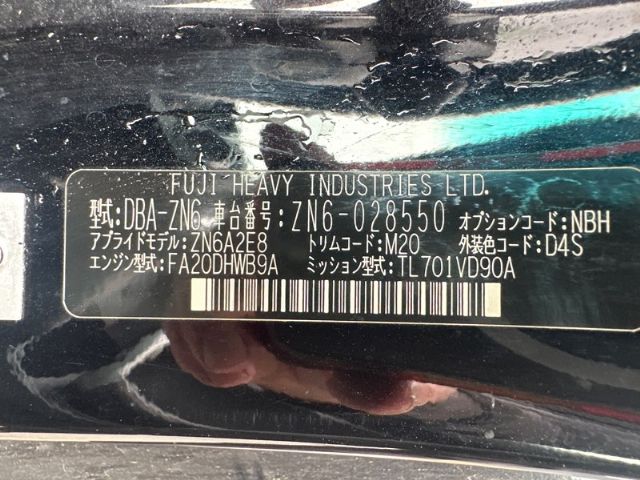 FUJI HEAVY INDUSTRIES LTD.
型式:DBA-ZN6 車台番号:ZN6-028550 オプションコード:NBH
アプライドモデル:ZN6A2E8 トリムコード:M20 外装色コード:D4S
エンジン型式:FA20DHWB9A ミッション型式:TL701VD90A